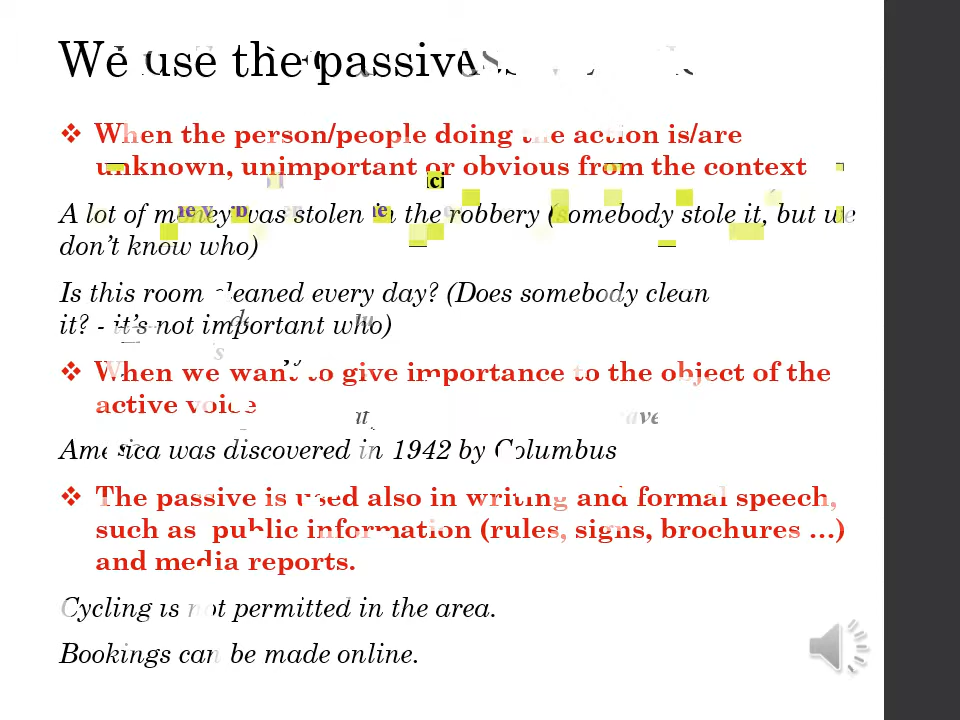 We use the passive
❖ When the person/people doing the action is/are
unknown, unimportant or obvious from the context
A lot of money was stolen in the robbery (somebody stole it, but we
don't know who)
Is this room cleaned every day? (Does somebody clean
it? - it's not important who)
❖ When we want to give importance to the object of the
active voice
America was discovered in 1942 by Columbus
❖ The passive is used also in writing and formal speech,
such as public information (rules, signs, brochures ...)
and media reports.
Cycling is not permitted in the area.
Bookings can be made online.